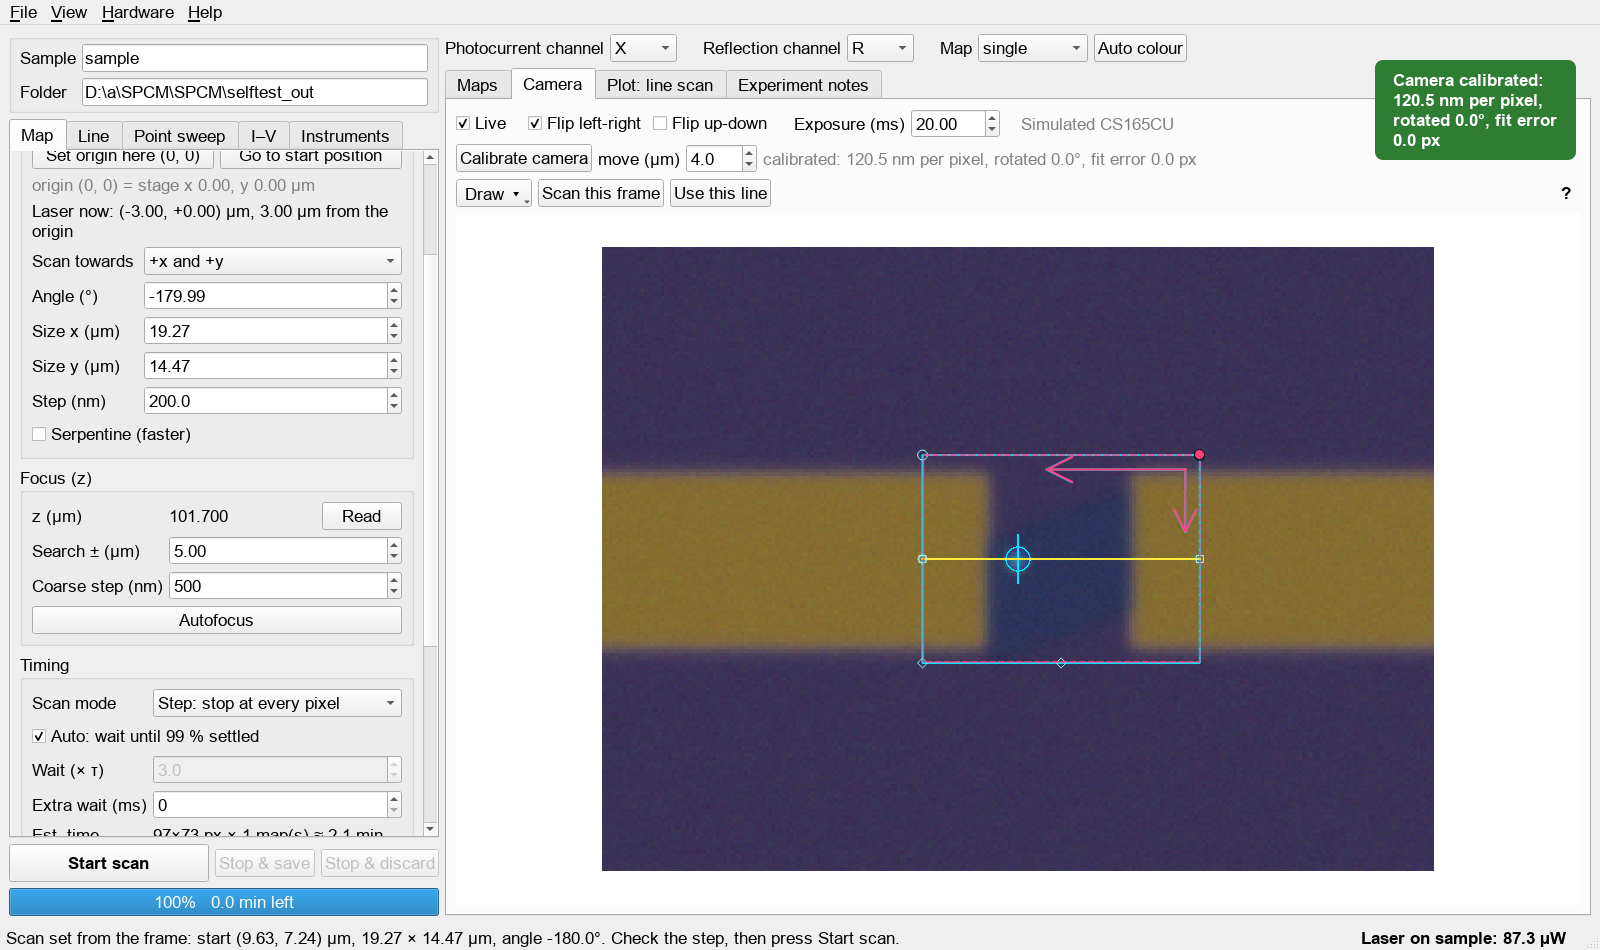 File View Hardware Help
Sample sample
Folder D:\a\SPCM\SPCM\selftest_out
Map Line Point sweep I–V Instruments
Set origin here (0, 0) Go to start position
origin (0, 0) = stage x 0.00, y 0.00 µm
Laser now: (-3.00, +0.00) µm, 3.00 µm from the
origin
Scan towards +x and +y
Angle (°) -179.99
Size x (µm) 19.27
Size y (µm) 14.47
Step (nm) 200.0
Serpentine (faster)
Focus (z)
z (µm) 101.700 Read
Search ± (µm) 5.00
Coarse step (nm) 500
Autofocus
Timing
Scan mode Step: stop at every pixel
Auto: wait until 99 % settled
Wait (× τ) 3.0
Extra wait (ms) 0
Est. time 97×73 px × 1 map(s) ≈ 2.1 min
Start scan Stop & save Stop & discard
100% 0.0 min left
Photocurrent channel X Reflection channel R Map single Auto colour
Maps Camera Plot: line scan Experiment notes
Live Flip left-right Flip up-down Exposure (ms) 20.00 Simulated CS165CU
Calibrate camera move (µm) 4.0 calibrated: 120.5 nm per pixel, rotated 0.0°, fit error 0.0 px
Draw Scan this frame Use this line ?
Camera calibrated:
120.5 nm per pixel,
rotated 0.0°, fit error
0.0 px
Scan set from the frame: start (9.63, 7.24) µm, 19.27 × 14.47 µm, angle -180.0°. Check the step, then press Start scan. Laser on sample: 87.3 µW